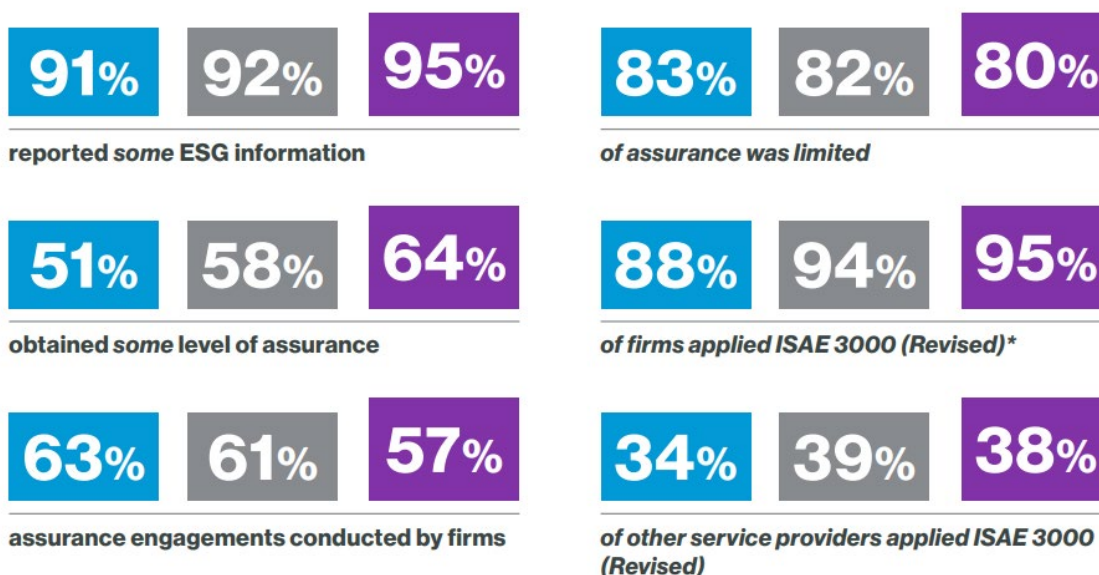 91% 92% 95%
reported some ESG information
51% 58% 64%
obtained some level of assurance
63% 61% 57%
assurance engagements conducted by firms
83% 82% 80%
of assurance was limited
88% 94% 95%
of firms applied ISAE 3000 (Revised)*
34% 39% 38%
of other service providers applied ISAE 3000
(Revised)